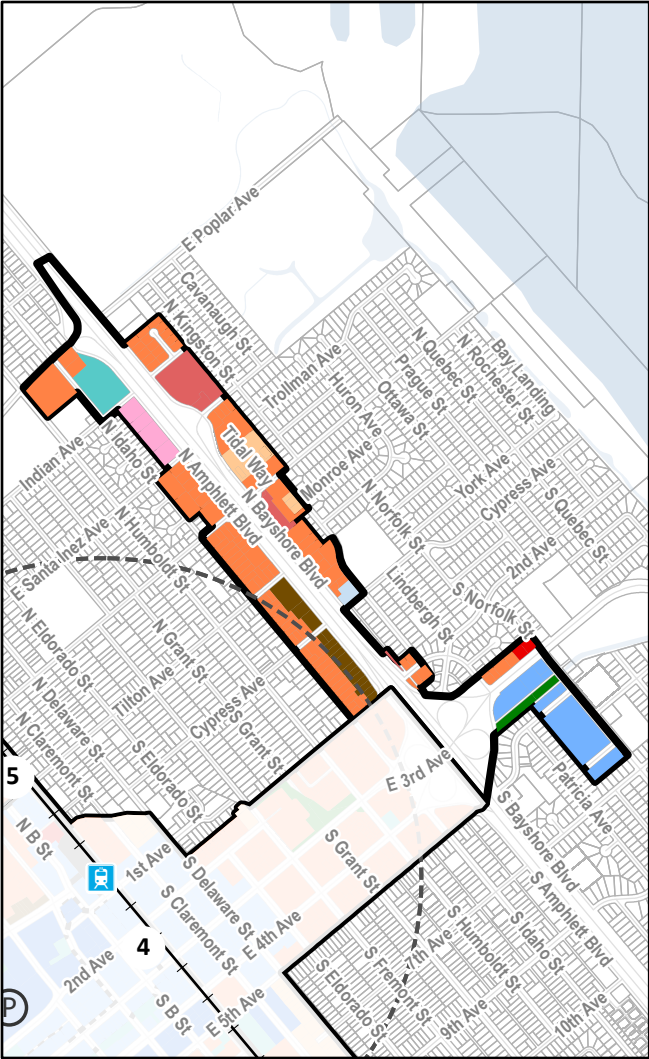 E Poplar Ave
Cavanaugh St
N Kingston St
Trollman Ave
N Quebec St
N Rochester St
Bay Landing
Prague St
Ottawa St
Huron Ave
Tidal Way
Monroe Ave
Indian Ave
N Idaho St
N Amphlett Blvd
N Bayshore Blvd
N Norfolk St
York Ave
Cypress Ave
S Quebec St
2nd Ave
E Santa Inez Ave
N Humboldt St
Lindbergh St
S Norfolk St
N Eldorado St
N Grant St
Tilton Ave
Cypress Ave
N Delaware St
N Claremont St
S Grant St
S Eldorado St
E 3rd Ave
Patricia Ave
5
N B St
1st Ave
S Grant St
S Bayshore Blvd
S Delaware St
S Claremont St
E 4th Ave
S Amphlett Blvd
4
2nd Ave
S B St
E 5th Ave
S Eldorado St
S Fremont St
7th Ave
S Humboldt St
S Idaho St
9th Ave
10th Ave
P